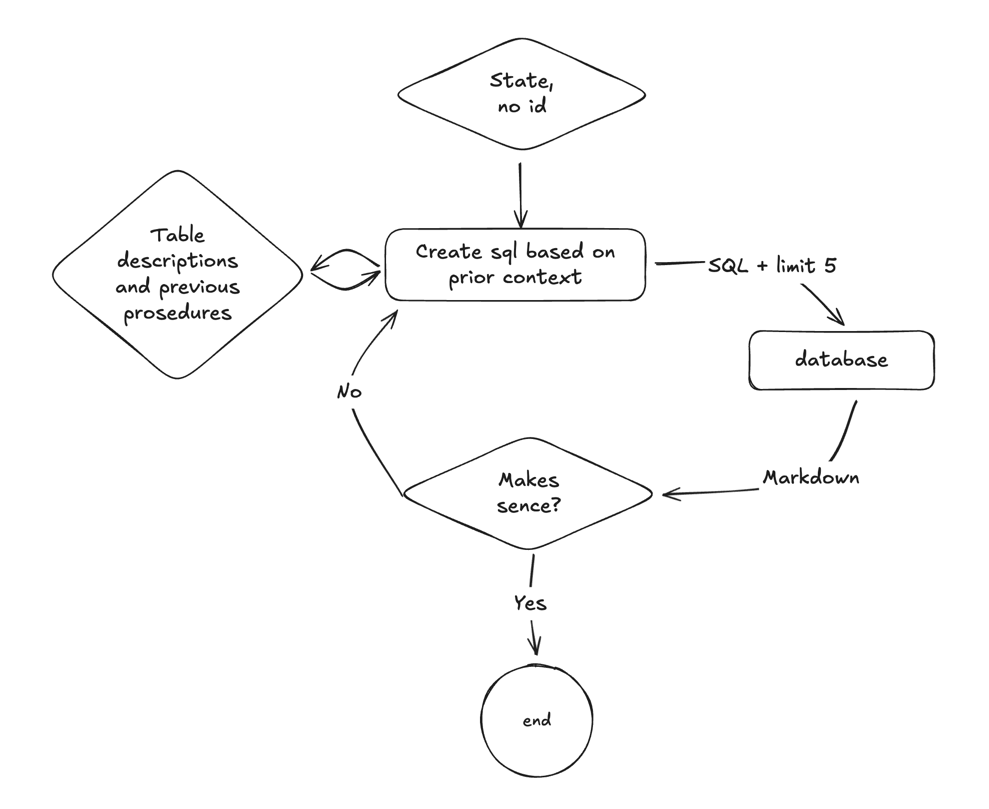 State,
no id
Table
descriptions
and previous
prosedures
Create sql based on
prior context
SQL + limit 5
database
No
Makes
sence?
Markdown
Yes
end